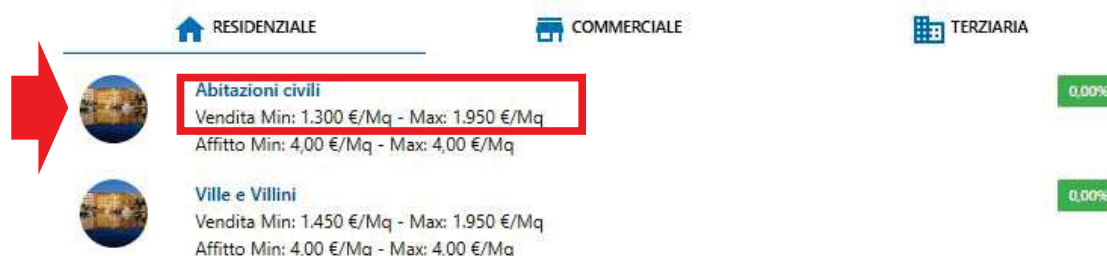 RESIDENZIALE COMMERCIALE TERZIARIA
Abitazioni civili 0,00%
Vendita Min: 1.300 €/Mq - Max: 1.950 €/Mq
Affitto Min: 4,00 €/Mq - Max: 4,00 €/Mq
Ville e Villini 0,00%
Vendita Min: 1.450 €/Mq - Max: 1.950 €/Mq
Affitto Min: 4,00 €/Mq - Max: 4,00 €/Mq